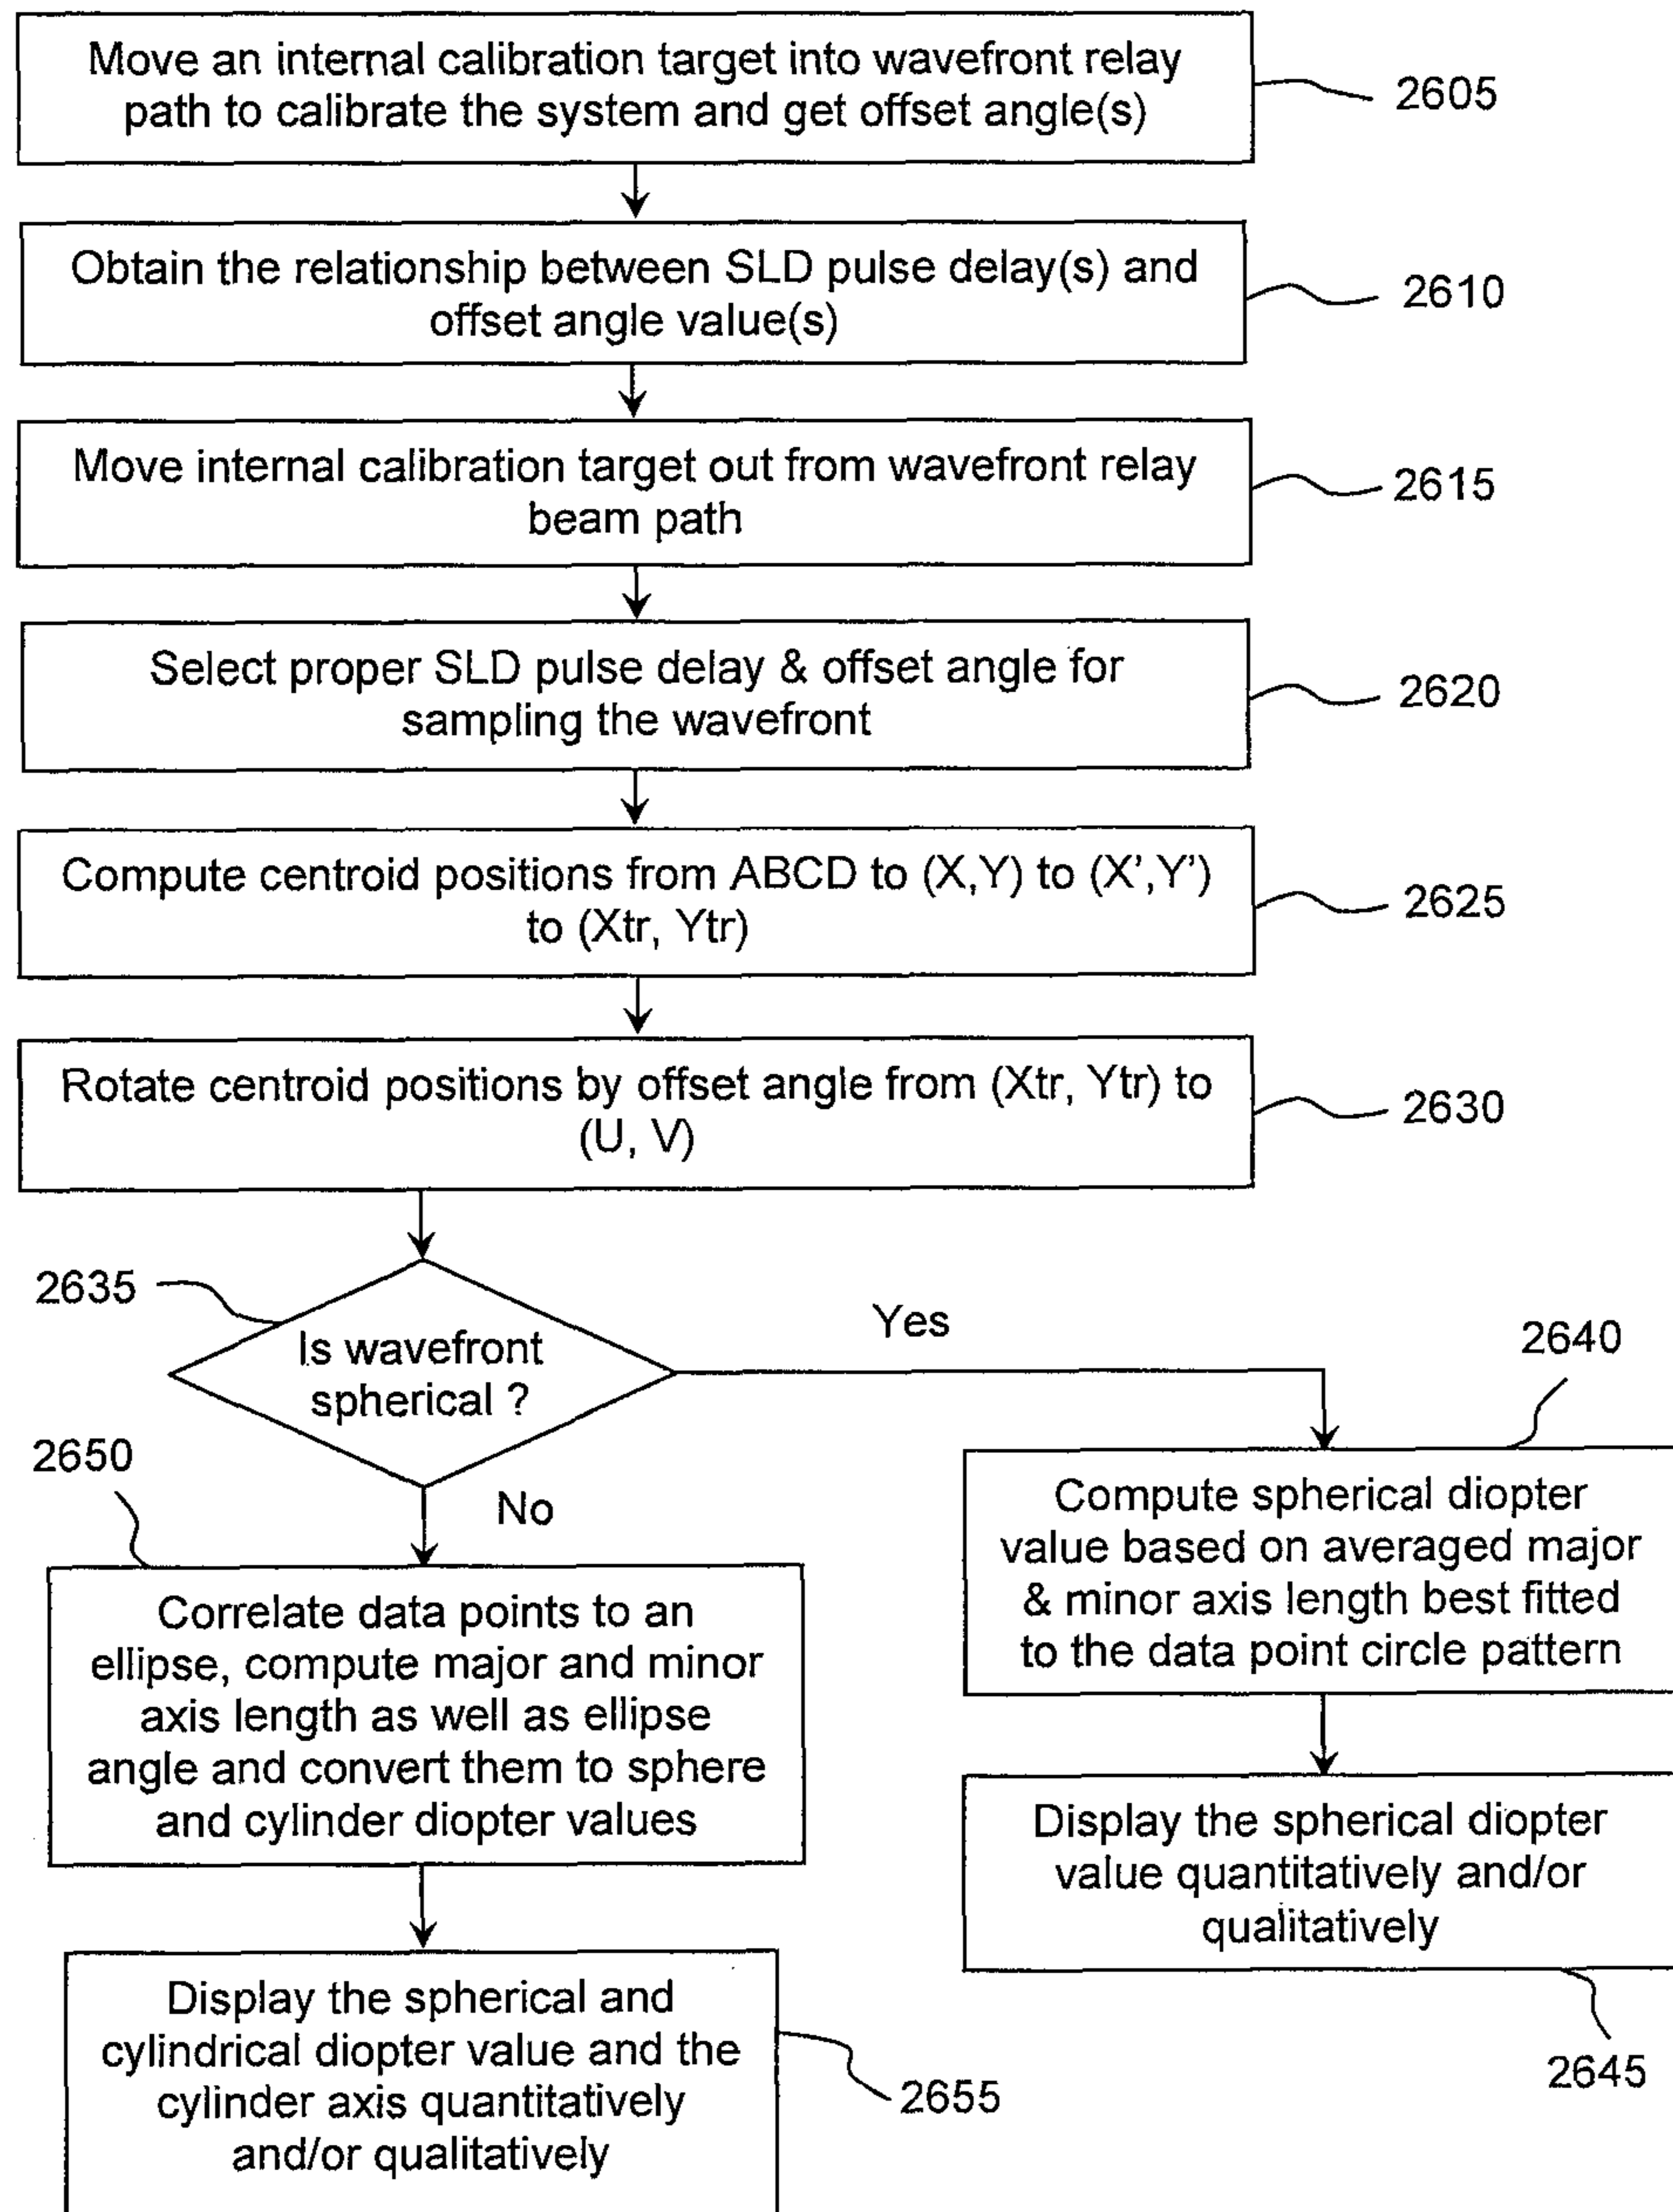 Move an internal calibration target into wavefront relay
path to calibrate the system and get offset angle(s)
2605
Obtain the relationship between SLD pulse delay(s) and
offset angle value(s)
2610
Move internal calibration target out from wavefront relay
beam path
2615
Select proper SLD pulse delay & offset angle for
sampling the wavefront
2620
Compute centroid positions from ABCD to (X,Y) to (X',Y')
to (Xtr, Ytr)
2625
Rotate centroid positions by offset angle from (Xtr, Ytr) to
(U, V)
2630
2635
Is wavefront
spherical ?
Yes
No
2640
Compute spherical diopter
value based on averaged major
& minor axis length best fitted
to the data point circle pattern
Display the spherical diopter
value quantitatively and/or
qualitatively
2645
2650
Correlate data points to an
ellipse, compute major and minor
axis length as well as ellipse
angle and convert them to sphere
and cylinder diopter values
Display the spherical and
cylindrical diopter value and the
cylinder axis quantitatively
and/or qualitatively
2655